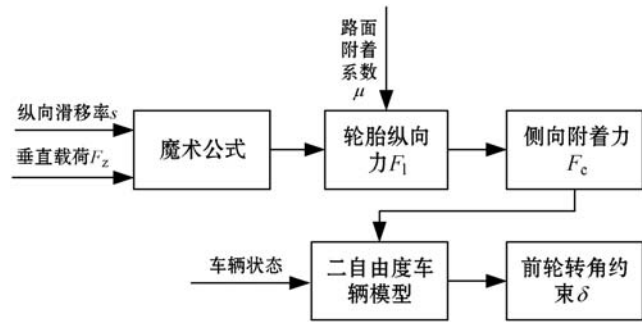 路面
附着
系数
μ
纵向滑移率s
垂直载荷Fz
魔术公式
轮胎纵向
力Fl
侧向附着力
Fc
车辆状态
二自由度车
辆模型
前轮转角约
束δ